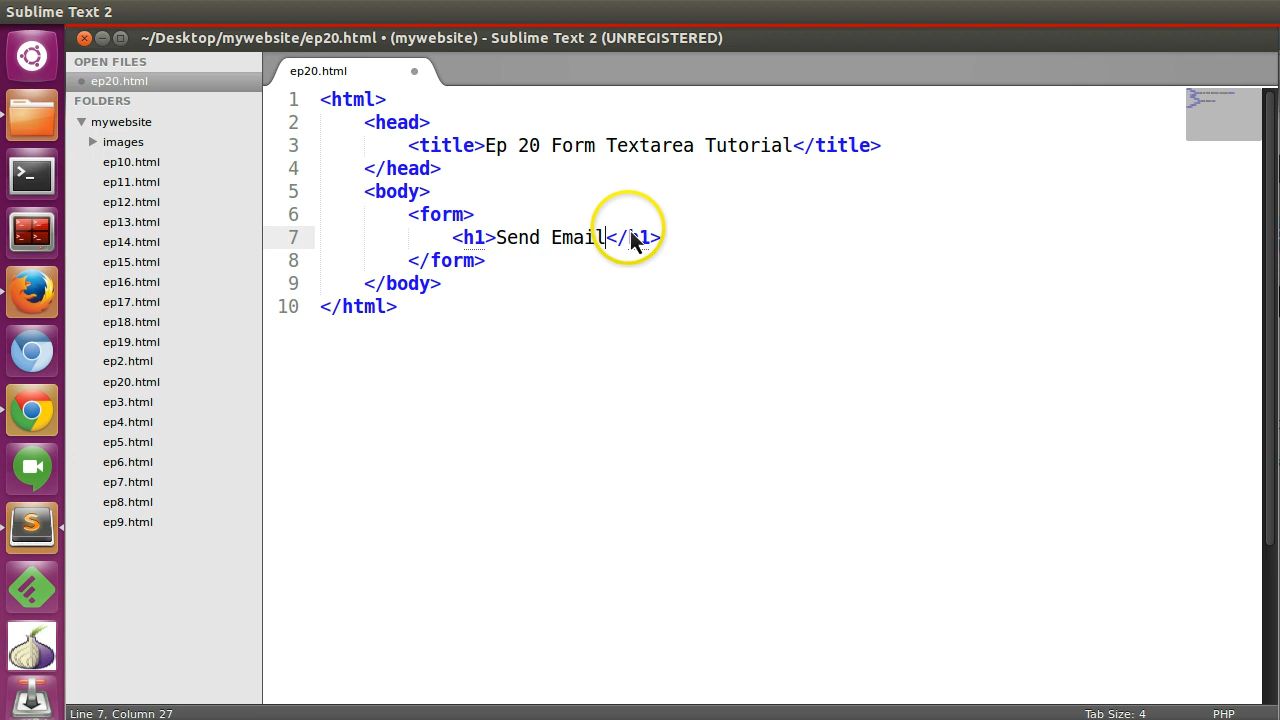 Sublime Text 2
~/Desktop/mywebsite/ep20.html • (mywebsite) - Sublime Text 2 (UNREGISTERED)
OPEN FILES
ep20.html
FOLDERS
mywebsite
images
ep10.html
ep11.html
ep12.html
ep13.html
ep14.html
ep15.html
ep16.html
ep17.html
ep18.html
ep19.html
ep2.html
ep20.html
ep3.html
ep4.html
ep5.html
ep6.html
ep7.html
ep8.html
ep9.html
ep20.html
1 <html>
2 <head>
3 <title>Ep 20 Form Textarea Tutorial</title>
4 </head>
5 <body>
6 <form>
7 <h1>Send Email</h1>
8 </form>
9 </body>
10 </html>
Line 7, Column 27
Tab Size: 4
PHP